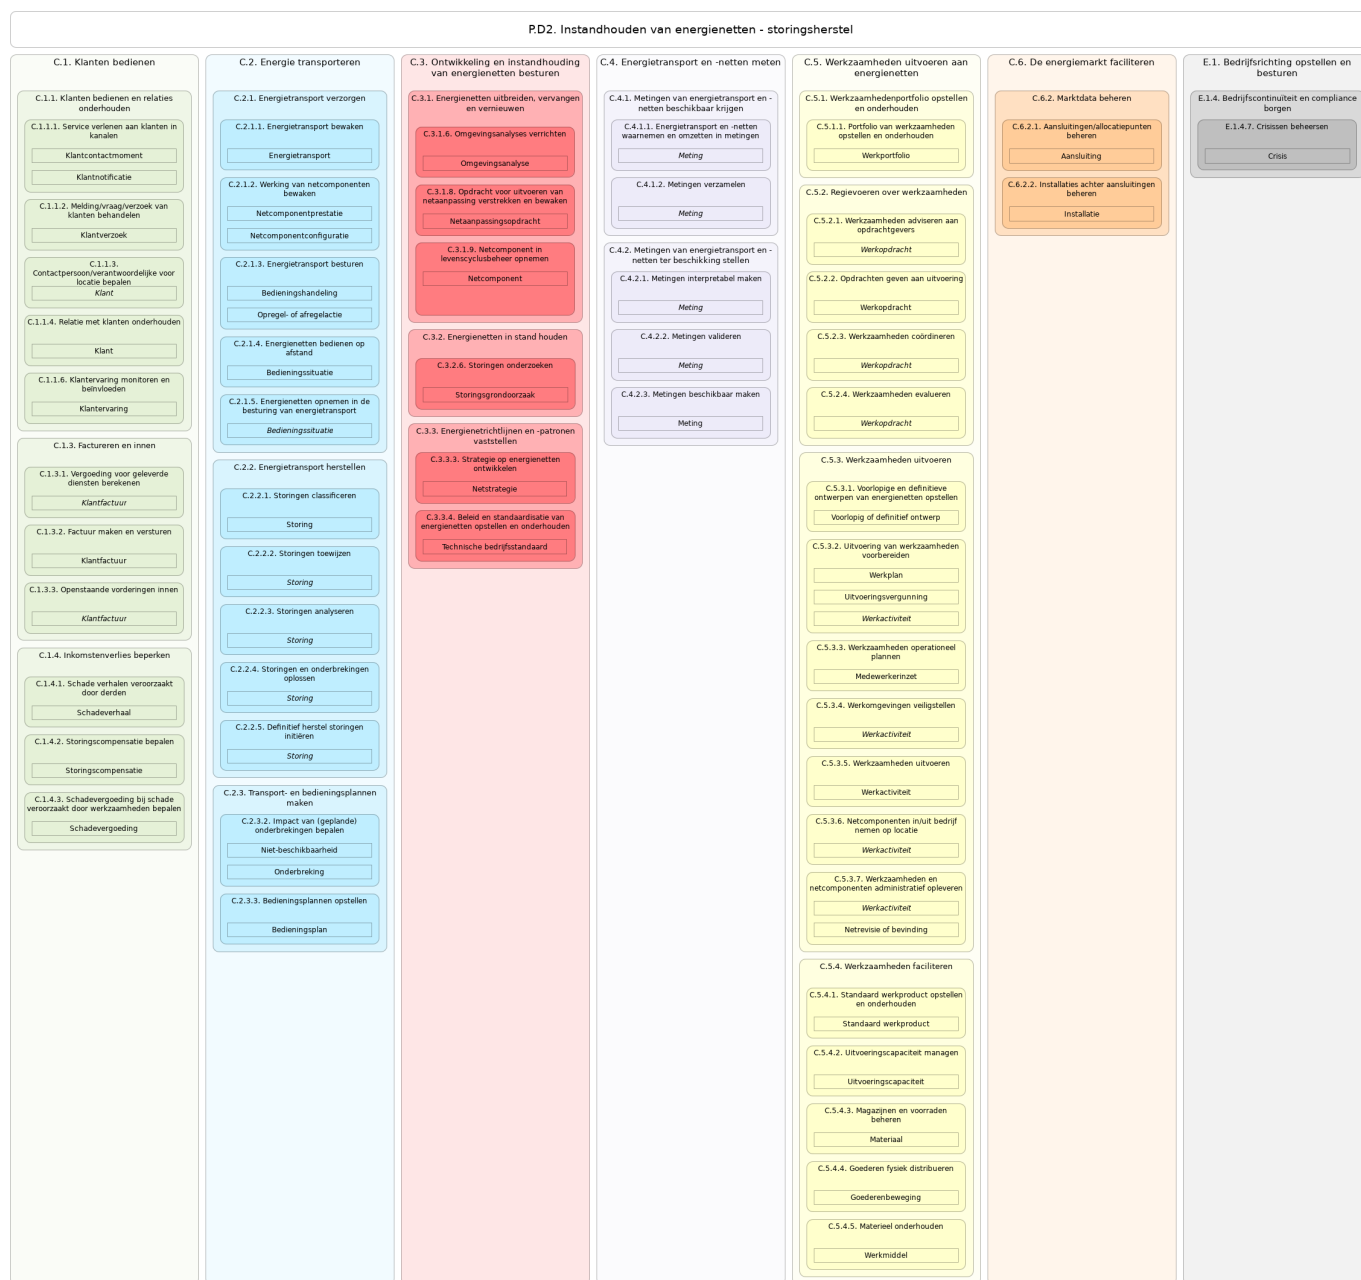 P.D2. Instandhouden van energienetten - storingsherstel
C.1. Klanten bedienen
C.1.1. Klanten bedienen en relaties
onderhouden
C.1.1.1. Service verlenen aan klanten in
kanalen
Klantcontactmoment
Klantnotificatie
C.1.1.2. Melding/vraag/verzoek van
klanten behandelen
Klantverzoek
C.1.1.3.
Contactpersoon/verantwoordelijke voor
locatie bepalen
Klant
C.1.1.4. Relatie met klanten onderhouden
Klant
C.1.1.6. Klantervaring monitoren en
beïnvloeden
Klantervaring
C.1.3. Factureren en innen
C.1.3.1. Vergoeding voor geleverde
diensten berekenen
Klantfactuur
C.1.3.2. Factuur maken en versturen
Klantfactuur
C.1.3.3. Openstaande vorderingen innen
Klantfactuur
C.1.4. Inkomstenverlies beperken
C.1.4.1. Schade verhalen veroorzaakt
door derden
Schadeverhaal
C.1.4.2. Storingscompensatie bepalen
Storingscompensatie
C.1.4.3. Schadevergoeding bij schade
veroorzaakt door werkzaamheden bepalen
Schadevergoeding
C.2. Energie transporteren
C.2.1. Energietransport verzorgen
C.2.1.1. Energietransport bewaken
Energietransport
C.2.1.2. Werking van netcomponenten
bewaken
Netcomponentprestatie
Netcomponentconfiguratie
C.2.1.3. Energietransport besturen
Bedieningshandeling
Opregel- of afregelactie
C.2.1.4. Energienetten bedienen op
afstand
Bedieningssituatie
C.2.1.5. Energienetten opnemen in de
besturing van energietransport
Bedieningssituatie
C.2.2. Energietransport herstellen
C.2.2.1. Storingen classificeren
Storing
C.2.2.2. Storingen toewijzen
Storing
C.2.2.3. Storingen analyseren
Storing
C.2.2.4. Storingen en onderbrekingen
oplossen
Storing
C.2.2.5. Definitief herstel storingen
initiëren
Storing
C.2.3. Transport- en bedieningsplannen
maken
C.2.3.2. Impact van (geplande)
onderbrekingen bepalen
Niet-beschikbaarheid
Onderbreking
C.2.3.3. Bedieningsplannen opstellen
Bedieningsplan
C.3. Ontwikkeling en instandhouding
van energienetten besturen
C.3.1. Energienetten uitbreiden, vervangen
en vernieuwen
C.3.1.6. Omgevingsanalyses verrichten
Omgevingsanalyse
C.3.1.8. Opdracht voor uitvoeren van
netaanpassing verstrekken en bewaken
Netaanpassingsopdracht
C.3.1.9. Netcomponent in
levenscyclusbeheer opnemen
Netcomponent
C.3.2. Energienetten in stand houden
C.3.2.6. Storingen onderzoeken
Storingsgrondoorzaak
C.3.3. Energienetrichtlijnen en -patronen
vaststellen
C.3.3.3. Strategie op energienetten
ontwikkelen
Netstrategie
C.3.3.4. Beleid en standaardisatie van
energienetten opstellen en onderhouden
Technische bedrijfsstandaard
C.4. Energietransport en -netten meten
C.4.1. Metingen van energietransport en -
netten beschikbaar krijgen
C.4.1.1. Energietransport en -netten
waarnemen en omzetten in metingen
Meting
C.4.1.2. Metingen verzamelen
Meting
C.4.2. Metingen van energietransport en -
netten ter beschikking stellen
C.4.2.1. Metingen interpretabel maken
Meting
C.4.2.2. Metingen valideren
Meting
C.4.2.3. Metingen beschikbaar maken
Meting
C.5. Werkzaamheden uitvoeren aan
energienetten
C.5.1. Werkzaamhedenportfolio opstellen
en onderhouden
C.5.1.1. Portfolio van werkzaamheden
opstellen en onderhouden
Werkportfolio
C.5.2. Regievoeren over werkzaamheden
C.5.2.1. Werkzaamheden adviseren aan
opdrachtgevers
Werkopdracht
C.5.2.2. Opdrachten geven aan uitvoering
Werkopdracht
C.5.2.3. Werkzaamheden coördineren
Werkopdracht
C.5.2.4. Werkzaamheden evalueren
Werkopdracht
C.5.3. Werkzaamheden uitvoeren
C.5.3.1. Voorlopige en definitieve
ontwerpen van energienetten opstellen
Voorlopig of definitief ontwerp
C.5.3.2. Uitvoering van werkzaamheden
voorbereiden
Werkplan
Uitvoeringsvergunning
Werkactiviteit
C.5.3.3. Werkzaamheden operationeel
plannen
Medewerkerinzet
C.5.3.4. Werkomgevingen veiligstellen
Werkactiviteit
C.5.3.5. Werkzaamheden uitvoeren
Werkactiviteit
C.5.3.6. Netcomponenten in/uit bedrijf
nemen op locatie
Werkactiviteit
C.5.3.7. Werkzaamheden en
netcomponenten administratief opleveren
Werkactiviteit
Netrevisie of bevinding
C.5.4. Werkzaamheden faciliteren
C.5.4.1. Standaard werkproduct opstellen
en onderhouden
Standaard werkproduct
C.5.4.2. Uitvoeringscapaciteit managen
Uitvoeringscapaciteit
C.5.4.3. Magazijnen en voorraden
beheren
Materiaal
C.5.4.4. Goederen fysiek distribueren
Goederenbeweging
C.5.4.5. Materieel onderhouden
Werkmiddel
C.6. De energiemarkt faciliteren
C.6.2. Marktdata beheren
C.6.2.1. Aansluitingen/allocatiepunten
beheren
Aansluiting
C.6.2.2. Installaties achter aansluitingen
beheren
Installatie
E.1. Bedrijfsrichting opstellen en
besturen
E.1.4. Bedrijfscontinuïteit en compliance
borgen
E.1.4.7. Crisissen beheersen
Crisis